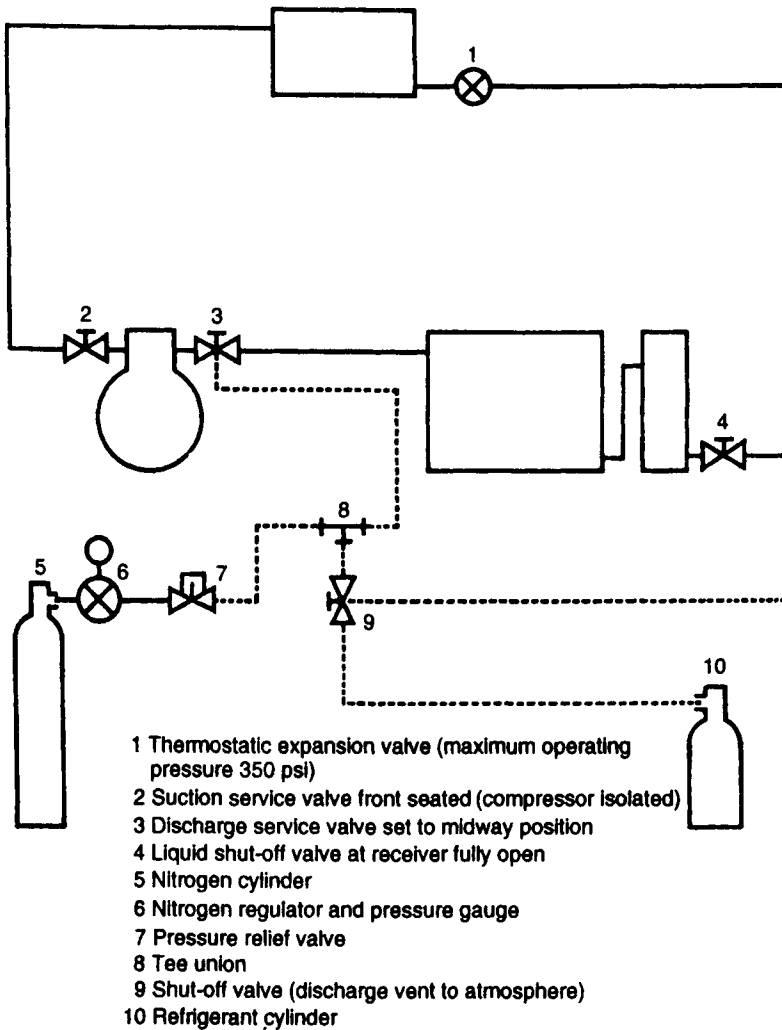 1
2
3
4
8
5
6
7
9
10
1 Thermostatic expansion valve (maximum operating
pressure 350 psi)
2 Suction service valve front seated (compressor isolated)
3 Discharge service valve set to midway position
4 Liquid shut-off valve at receiver fully open
5 Nitrogen cylinder
6 Nitrogen regulator and pressure gauge
7 Pressure relief valve
8 Tee union
9 Shut-off valve (discharge vent to atmosphere)
10 Refrigerant cylinder